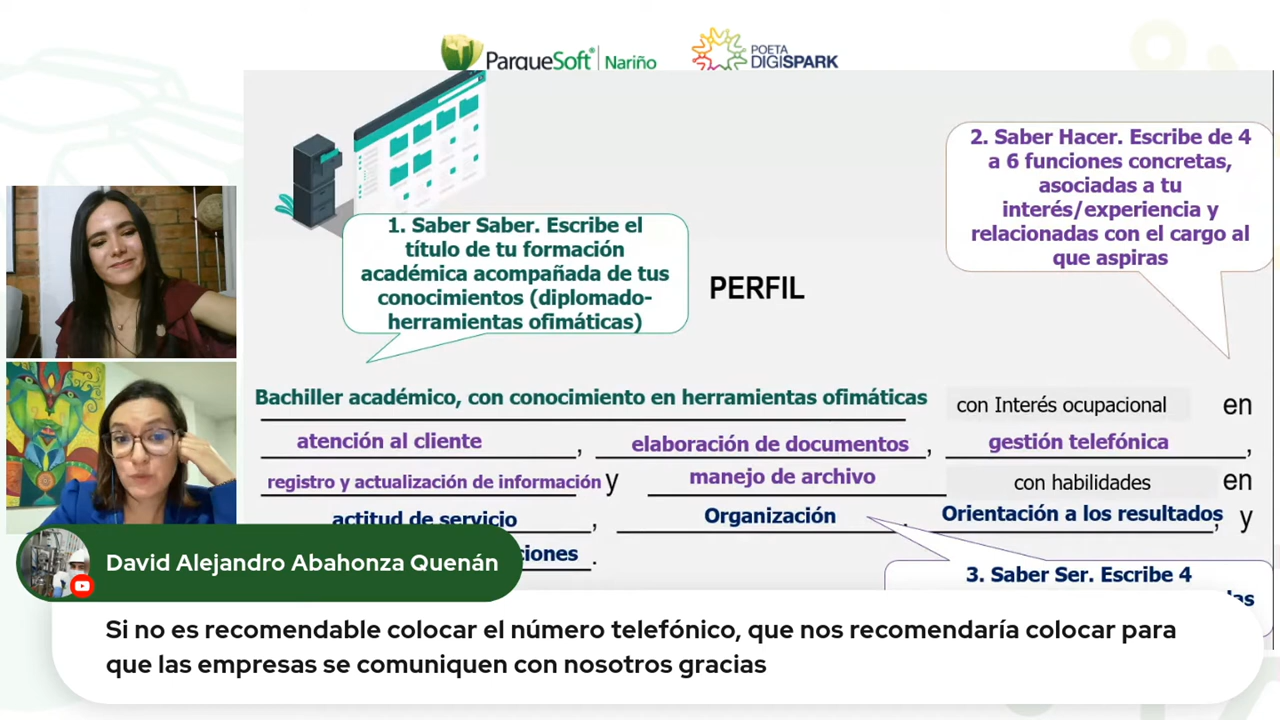 ParqueSoft | Nariño
POETA
DIGISPARK
2. Saber Hacer. Escribe de 4
a 6 funciones concretas,
asociadas a tu
interés/experiencia y
relacionadas con el cargo al
que aspiras
1. Saber Saber. Escribe el
título de tu formación
académica acompañada de tus
conocimientos (diplomado-
herramientas ofimáticas)
PERFIL
Bachiller académico, con conocimiento en herramientas ofimáticas con Interés ocupacional en
atención al cliente, elaboración de documentos, gestión telefónica,
registro y actualización de información y manejo de archivo con habilidades en
actitud de servicio, Organización, Orientación a los resultados, y
3. Saber Ser. Escribe 4
David Alejandro Abahonza Quenán
Si no es recomendable colocar el número telefónico, que nos recomendaría colocar para
que las empresas se comuniquen con nosotros gracias